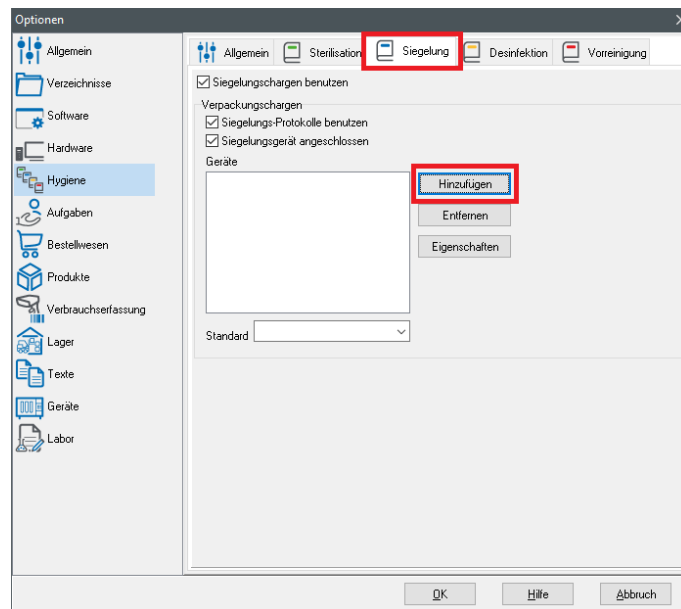 Optionen
Allgemein
Verzeichnisse
Software
Hardware
Hygiene
Aufgaben
Bestellwesen
Produkte
Verbrauchserfassung
Lager
Texte
Geräte
Labor
Allgemein Sterilisation Siegelung Desinfektion Vorreinigung
Siegelungschargen benutzen
Verpackungschargen
Siegelungs-Protokolle benutzen
Siegelungsgerät angeschlossen
Geräte
Hinzufügen
Entfernen
Eigenschaften
Standard
OK Hilfe Abbruch